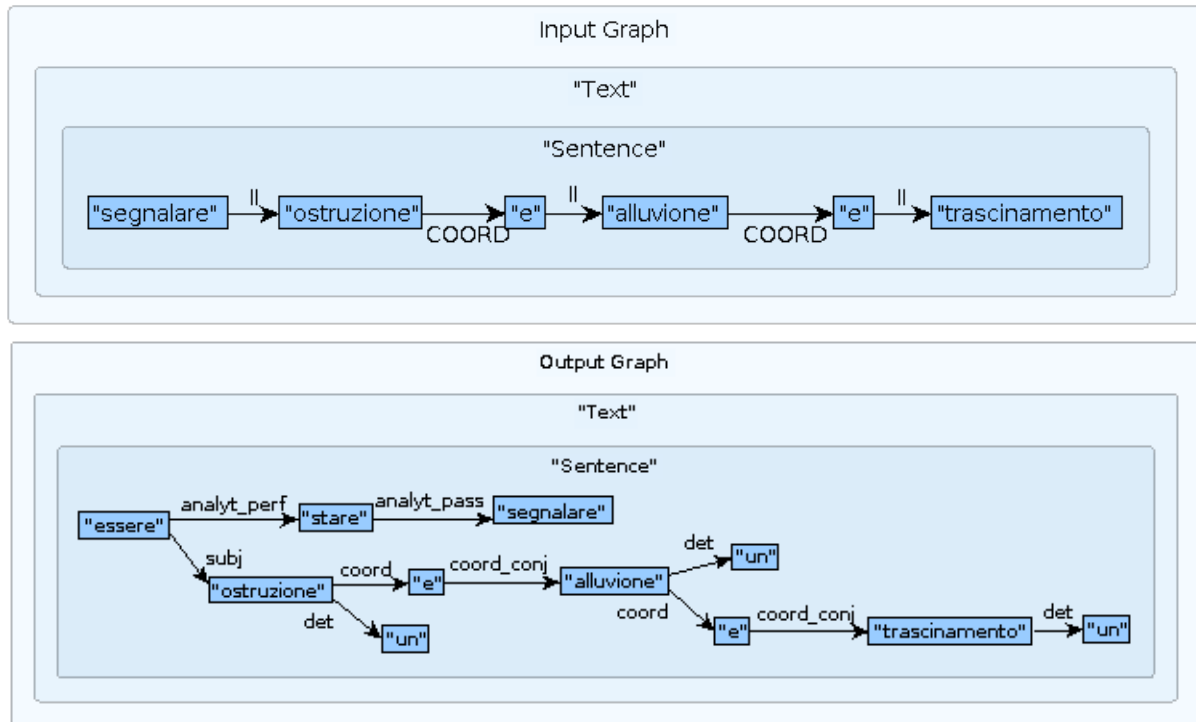 Input Graph
"Text"
"Sentence"
"segnalare" II "ostruzione" COORD "e" II "alluvione" COORD "e" II "trascinamento"
Output Graph
"Text"
"Sentence"
"essere" analyt_perf "stare" analyt_pass "segnalare"
subj "ostruzione" coord "e" coord_conj "alluvione" det "un"
det "un" coord "e" coord_conj "trascinamento" det "un"